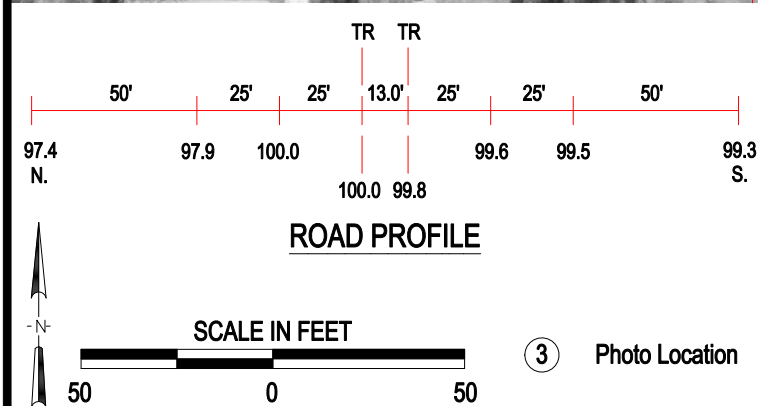 TR TR
50' 25' 25' 13.0' 25' 25' 50'
97.4 97.9 100.0 99.6 99.5 99.3
N. S.
100.0 99.8
ROAD PROFILE
-N-
SCALE IN FEET
3 Photo Location
50 0 50